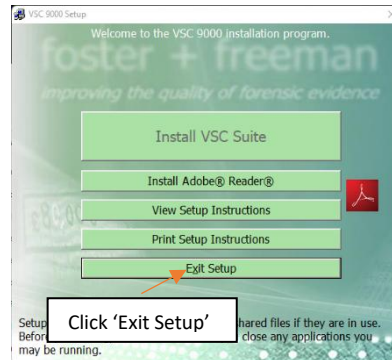 VSC 9000 Setup
Welcome to the VSC 9000 installation program.
foster + freeman
improving the quality of forensic evidence
Install VSC Suite
Install Adobe® Reader®
View Setup Instructions
Print Setup Instructions
Exit Setup
Click 'Exit Setup'
Setup hared files if they are in use.
Befor close any applications you
may be running.